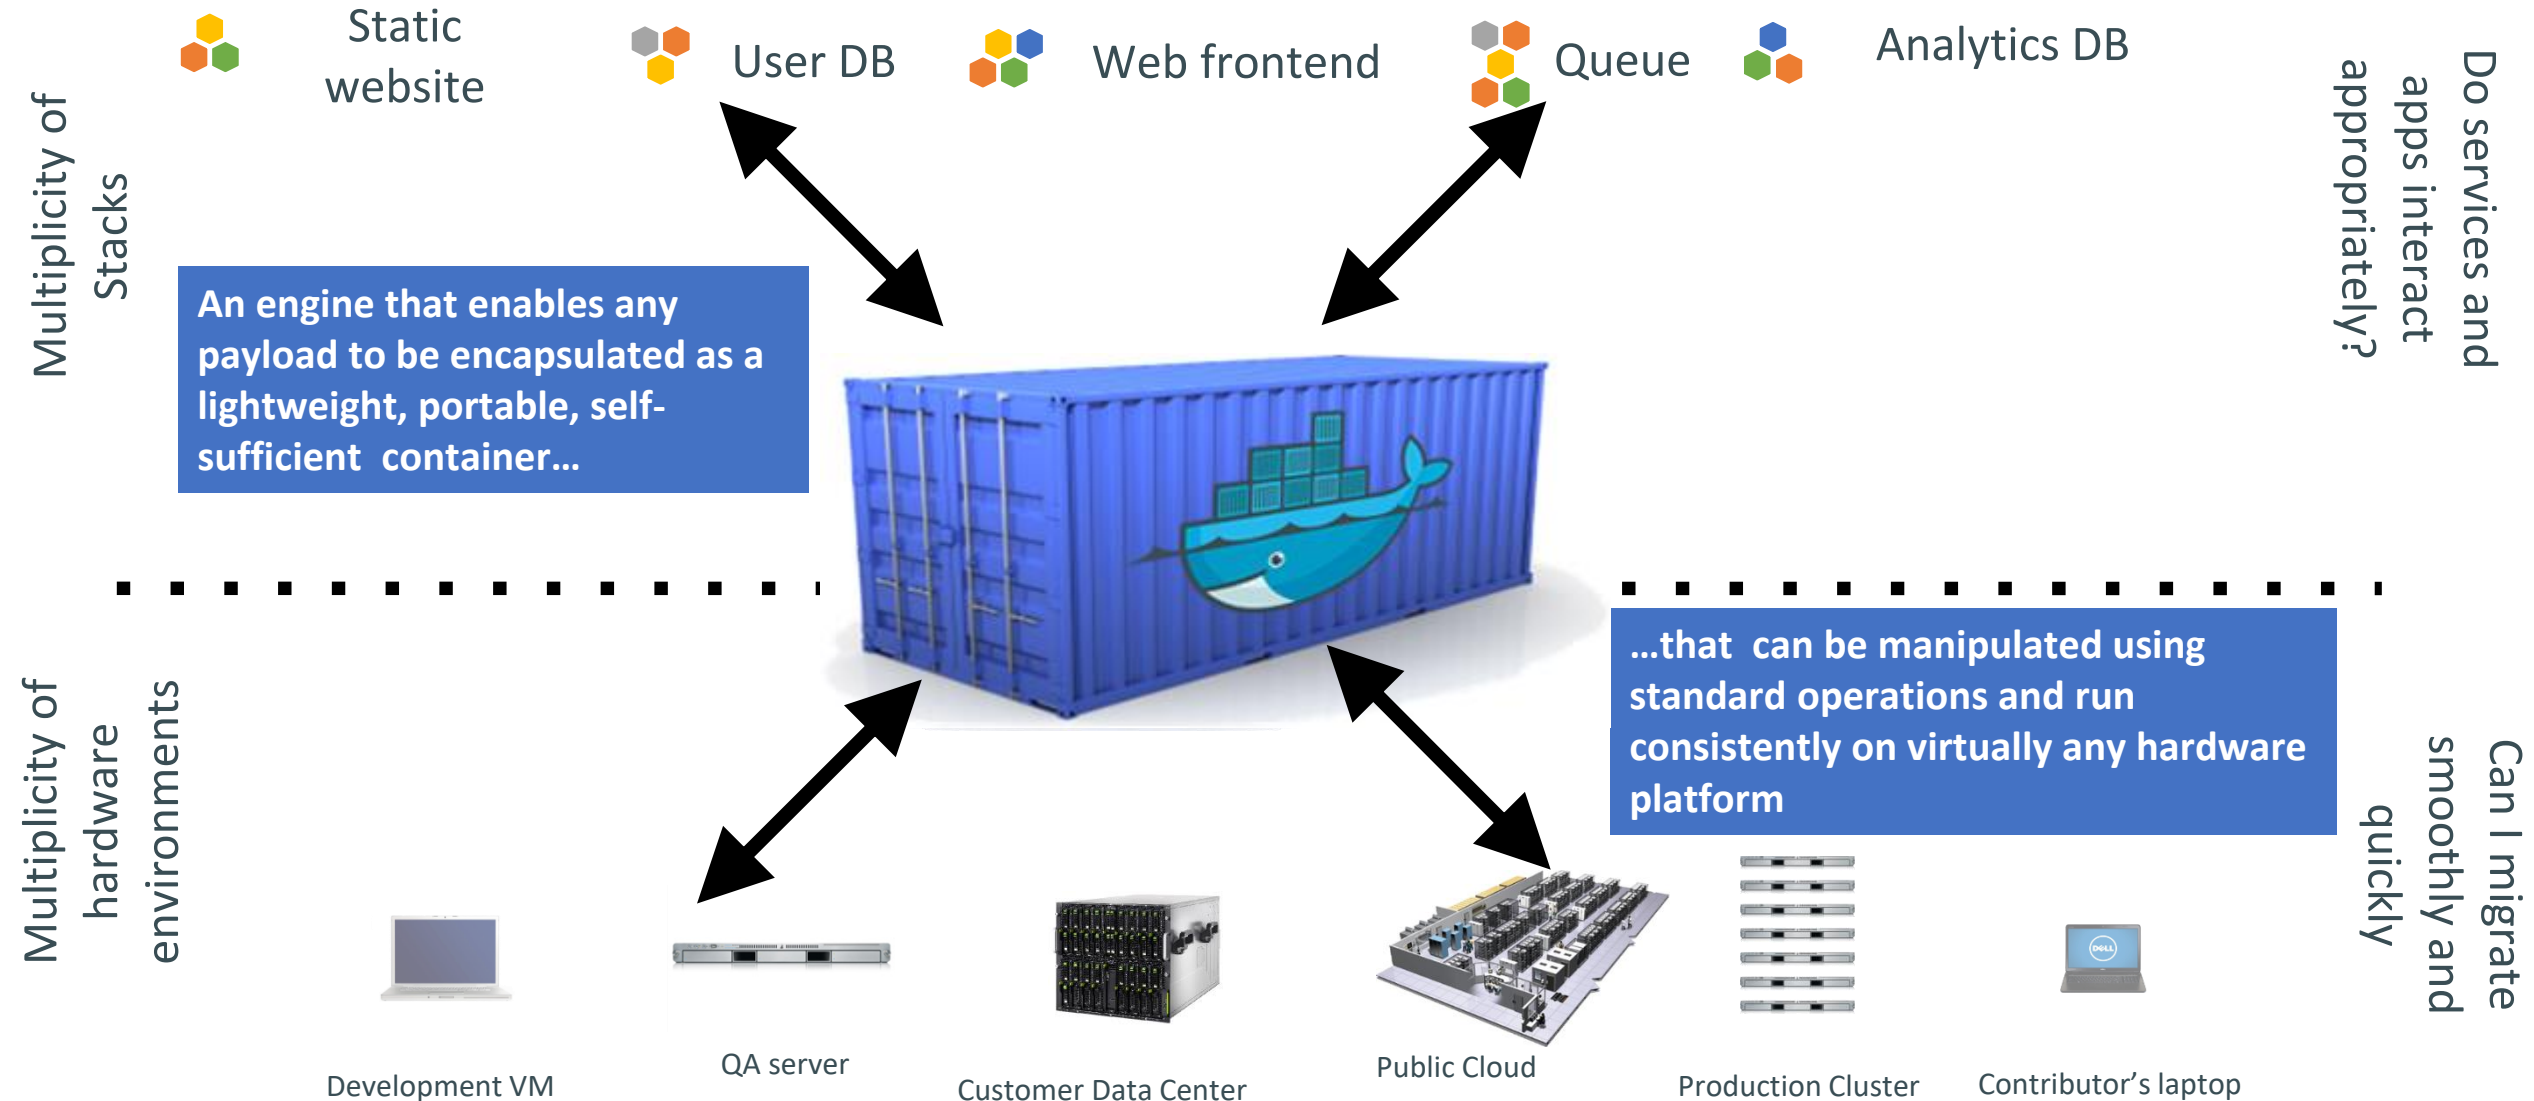 Static
website
User DB
Web frontend
Queue
Analytics DB
Multiplicity of
Stacks
Do services and
apps interact
appropriately?
An engine that enables any
payload to be encapsulated as a
lightweight, portable, self-
sufficient container…
…that can be manipulated using
standard operations and run
consistently on virtually any hardware
platform
Multiplicity of
hardware
environments
Can I migrate
smoothly and
quickly
DELL
Development VM
QA server
Customer Data Center
Public Cloud
Production Cluster
Contributor’s laptop